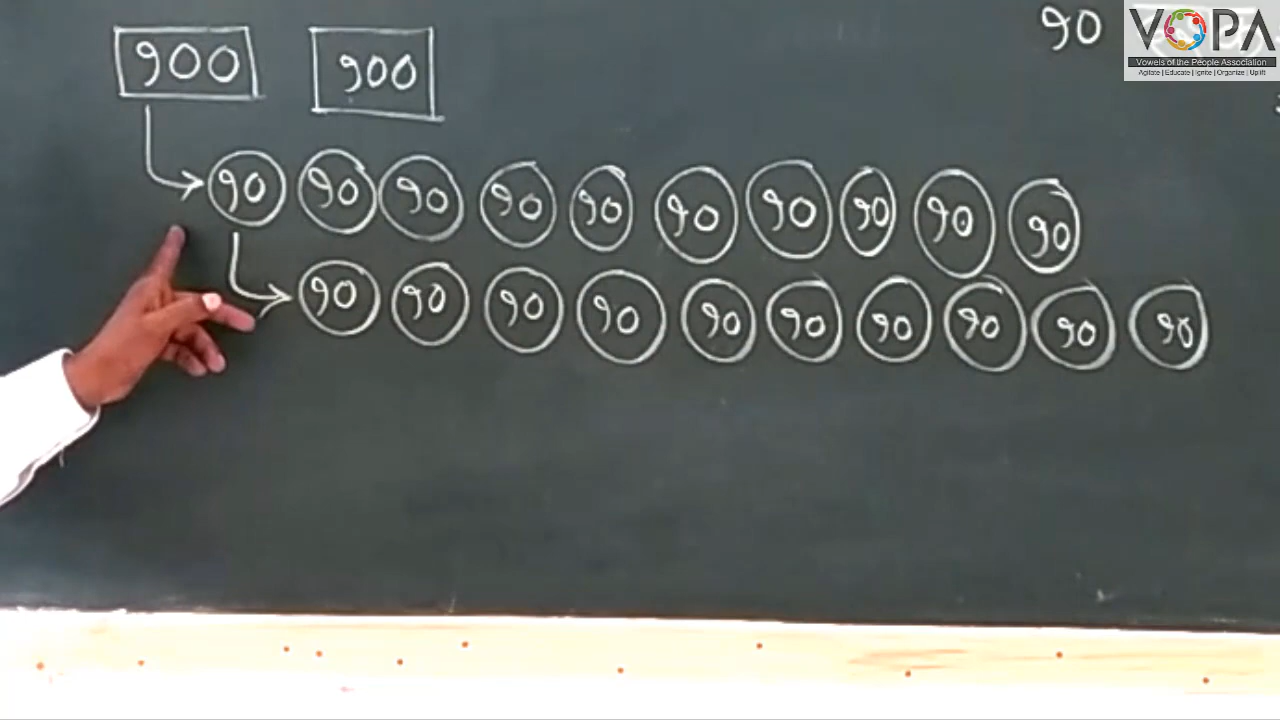 १० VOPA
Vowels of the People Association
Agitate | Educate | Ignite | Organize | Uplift
१०० १००
१० १० १० १० १० १० १० १० १० १०
१० १० १० १० १० १० १० १० १० १०